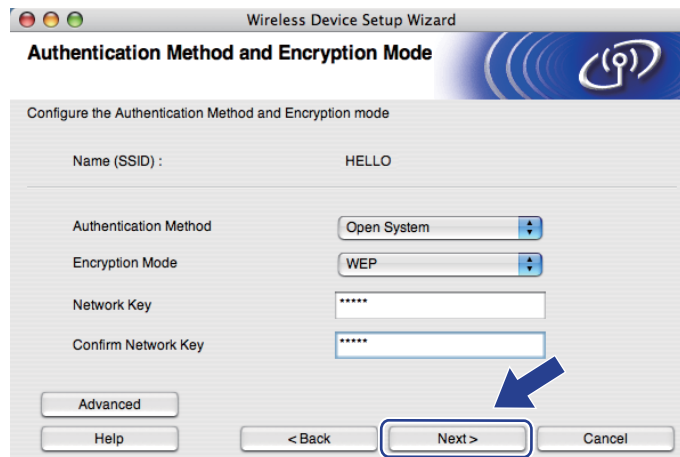 Wireless Device Setup Wizard
Authentication Method and Encryption Mode
Configure the Authentication Method and Encryption mode
Name (SSID) : HELLO
Authentication Method Open System
Encryption Mode WEP
Network Key *****
Confirm Network Key *****
Advanced
Help < Back Next > Cancel